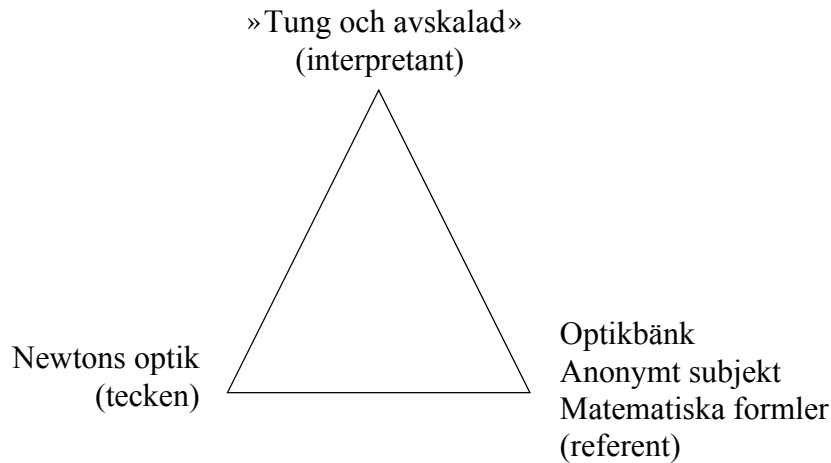 »Tung och avskalad»
(interpretant)
Newtons optik
(tecken)
Optikbänk
Anonymt subjekt
Matematiska formler
(referent)